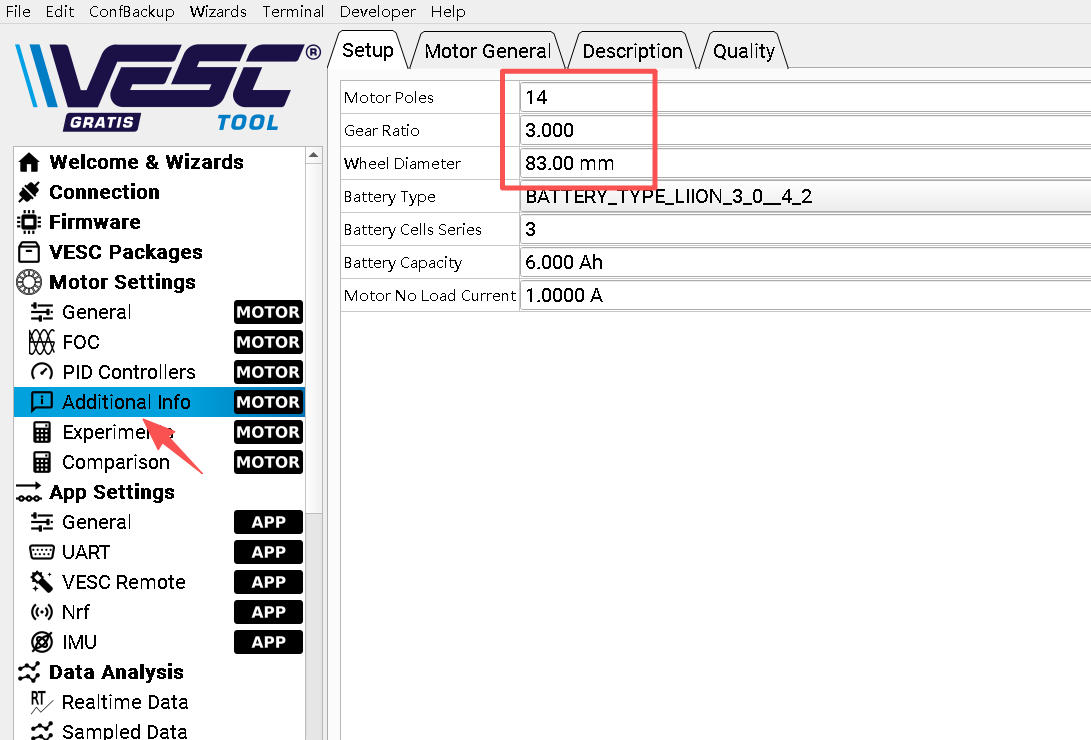 File Edit ConfBackup Wizards Terminal Developer Help
VESC®
GRATIS TOOL
Setup Motor General Description Quality
Motor Poles 14
Gear Ratio 3.000
Wheel Diameter 83.00 mm
Battery Type BATTERY_TYPE_LIION_3_0__4_2
Battery Cells Series 3
Battery Capacity 6.000 Ah
Motor No Load Current 1.0000 A
Welcome & Wizards
Connection
Firmware
VESC Packages
Motor Settings
General MOTOR
FOC MOTOR
PID Controllers MOTOR
Additional Info MOTOR
MOTOR
Comparison MOTOR
App Settings
General APP
UART APP
VESC Remote APP
Nrf APP
IMU APP
Data Analysis
RT Realtime Data
Sampled Data